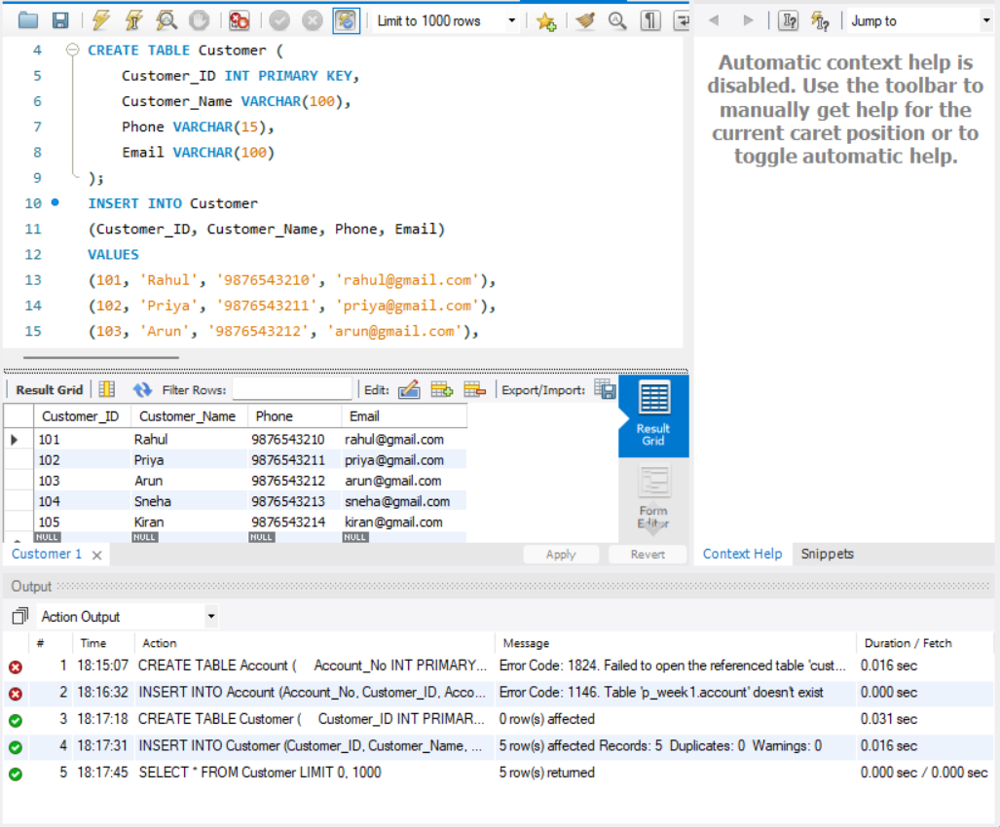 Limit to 1000 rows
Jump to
4 CREATE TABLE Customer (
5 Customer_ID INT PRIMARY KEY,
6 Customer_Name VARCHAR(100),
7 Phone VARCHAR(15),
8 Email VARCHAR(100)
9 );
10 INSERT INTO Customer
11 (Customer_ID, Customer_Name, Phone, Email)
12 VALUES
13 (101, 'Rahul', '9876543210', 'rahul@gmail.com'),
14 (102, 'Priya', '9876543211', 'priya@gmail.com'),
15 (103, 'Arun', '9876543212', 'arun@gmail.com'),
Automatic context help is
disabled. Use the toolbar to
manually get help for the
current caret position or to
toggle automatic help.
Result Grid Filter Rows: Edit: Export/Import:
Customer_ID Customer_Name Phone Email
101 Rahul 9876543210 rahul@gmail.com
102 Priya 9876543211 priya@gmail.com
103 Arun 9876543212 arun@gmail.com
104 Sneha 9876543213 sneha@gmail.com
105 Kiran 9876543214 kiran@gmail.com
NULL NULL NULL NULL
Result
Grid
Form
Editor
Customer 1 Apply Revert
Context Help Snippets
Output
Action Output
# Time Action Message Duration / Fetch
1 18:15:07 CREATE TABLE Account ( Account_No INT PRIMARY... Error Code: 1824. Failed to open the referenced table 'cust... 0.016 sec
2 18:16:32 INSERT INTO Account (Account_No, Customer_ID, Acco... Error Code: 1146. Table 'p_week1.account' doesn't exist 0.000 sec
3 18:17:18 CREATE TABLE Customer ( Customer_ID INT PRIMAR... 0 row(s) affected 0.031 sec
4 18:17:31 INSERT INTO Customer (Customer_ID, Customer_Name, ... 5 row(s) affected Records: 5 Duplicates: 0 Warnings: 0 0.016 sec
5 18:17:45 SELECT * FROM Customer LIMIT 0, 1000 5 row(s) returned 0.000 sec / 0.000 sec